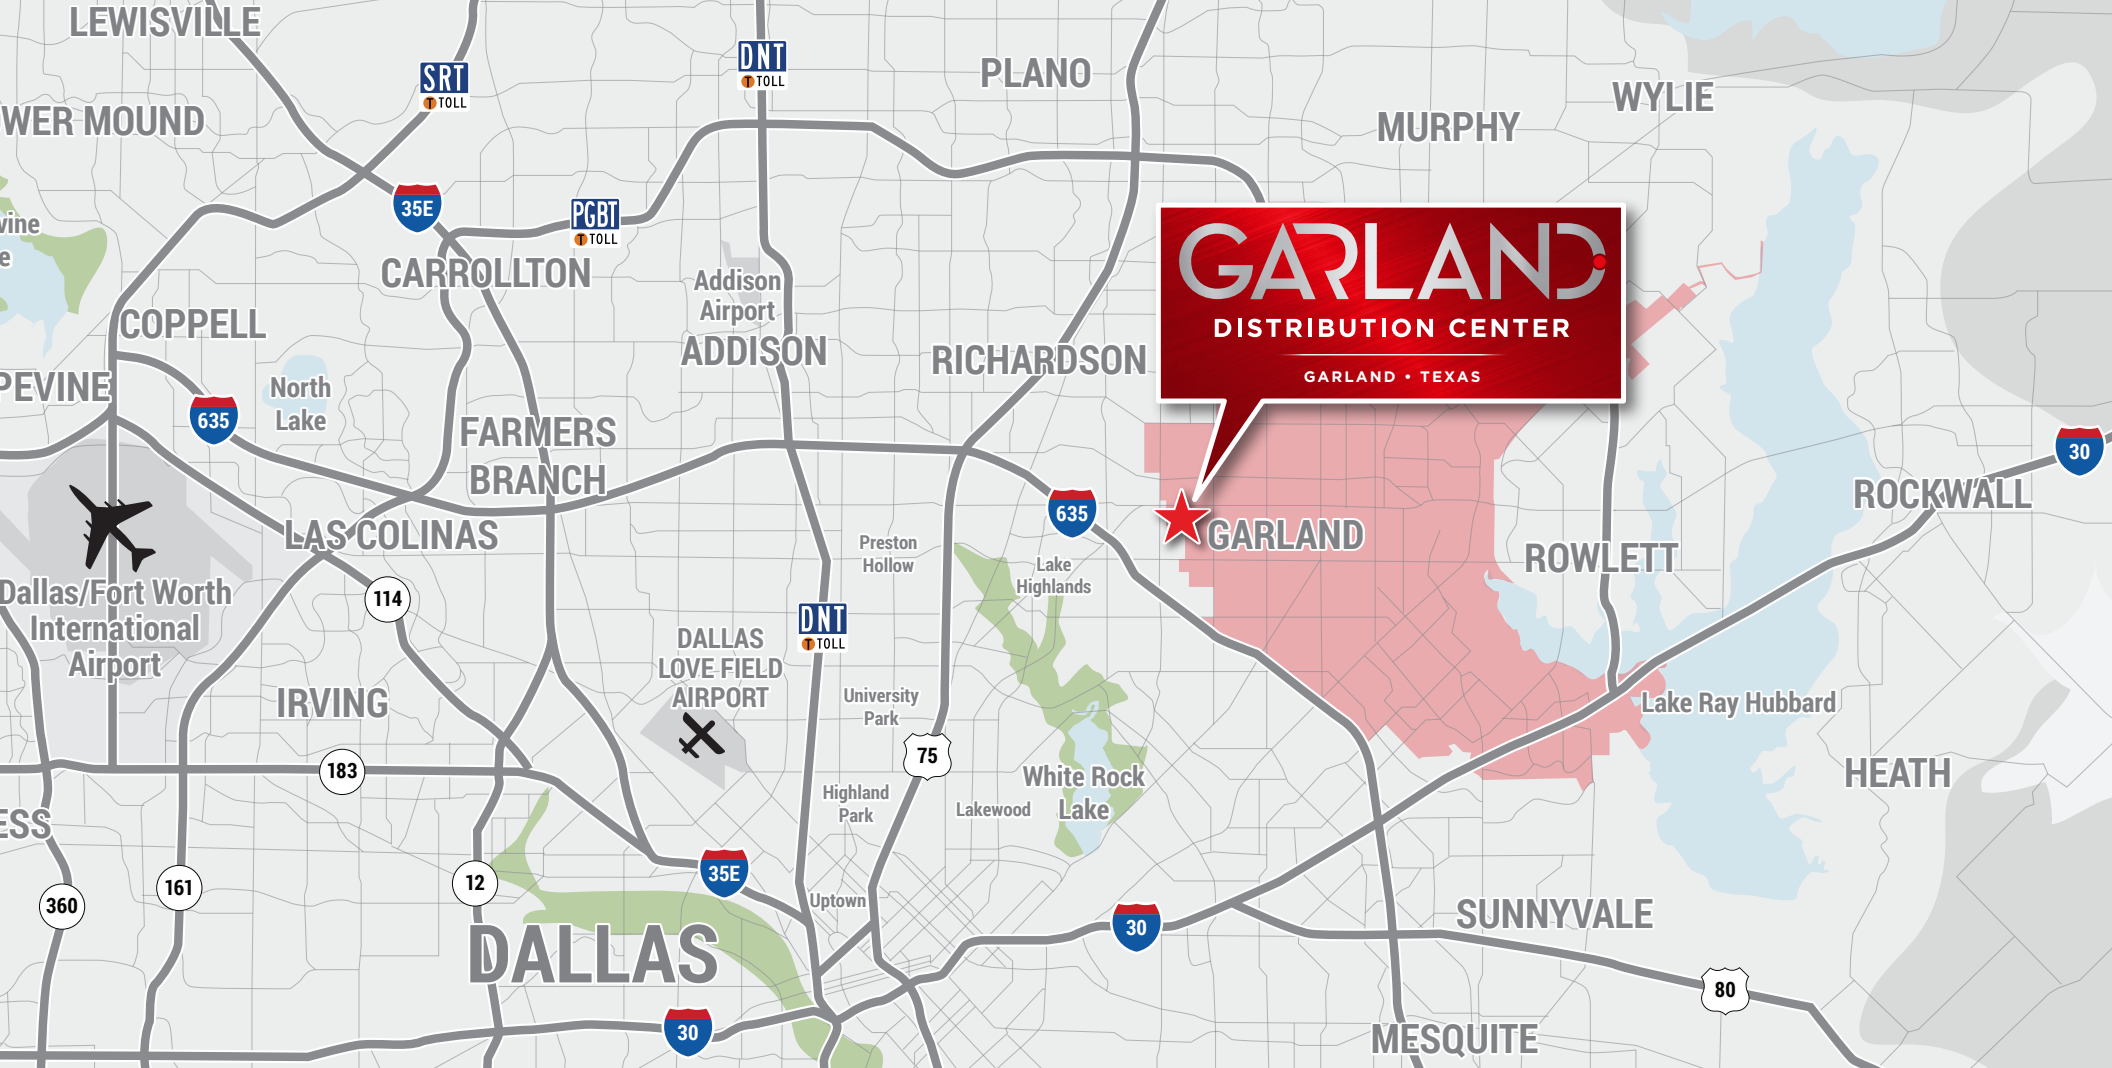 LEWISVILLE
SRT
TOLL
DNT
TOLL
PLANO
WYLIE
WER MOUND
MURPHY
35E
PGBT
TOLL
vine
e
CARROLLTON
Addison
Airport
ADDISON
COPPELL
RICHARDSON
GARLAND
DISTRIBUTION CENTER
GARLAND • TEXAS
PEVINE
North
Lake
635
FARMERS
BRANCH
30
ROCKWALL
635
LAS COLINAS
GARLAND
Preston
Hollow
Lake
Highlands
ROWLETT
Dallas/Fort Worth
International
Airport
114
DNT
TOLL
DALLAS
LOVE FIELD
AIRPORT
University
Park
IRVING
Lake Ray Hubbard
75
183
White Rock
Lake
HEATH
Highland
Park
Lakewood
ESS
35E
12
161
360
Uptown
30
SUNNYVALE
DALLAS
80
30
MESQUITE